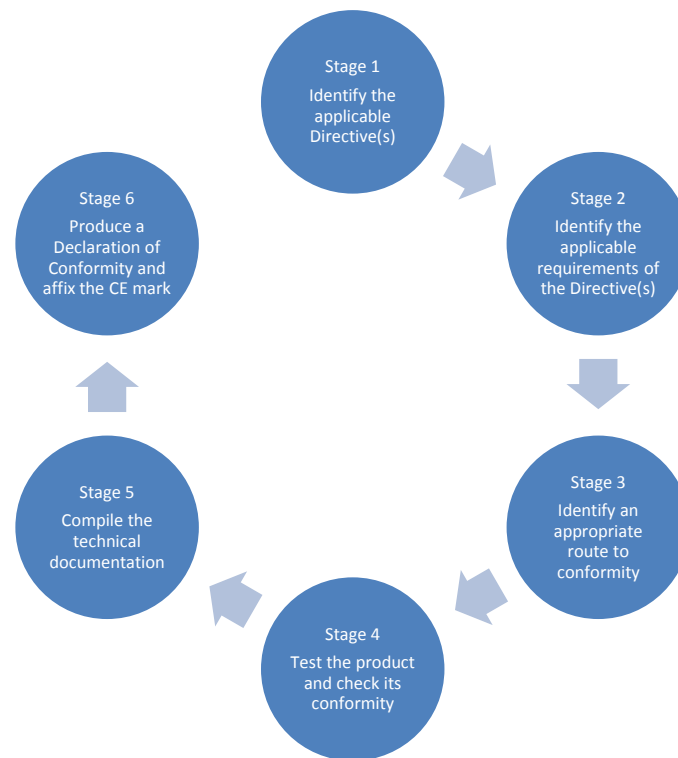 Stage 1
Identify the
applicable
Directive(s)
Stage 2
Identify the
applicable
requirements of
the Directive(s)
Stage 3
Identify an
appropriate
route to
conformity
Stage 4
Test the product
and check its
conformity
Stage 5
Compile the
technical
documentation
Stage 6
Produce a
Declaration of
Conformity and
affix the CE mark